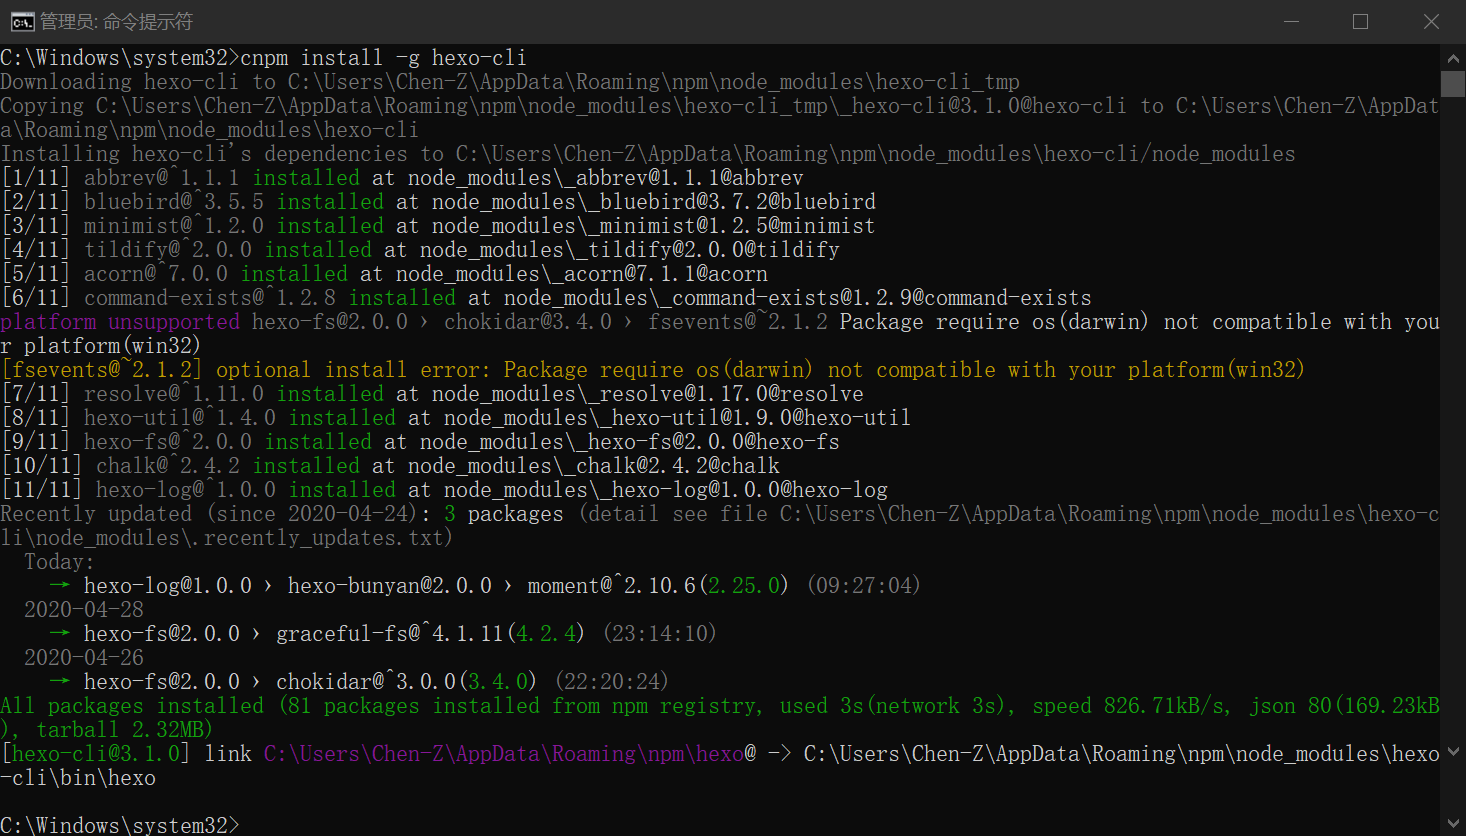 管理员: 命令提示符
C:\Windows\system32>cnpm install -g hexo-cli
Downloading hexo-cli to C:\Users\Chen-Z\AppData\Roaming\npm\node_modules\hexo-cli_tmp
Copying C:\Users\Chen-Z\AppData\Roaming\npm\node_modules\hexo-cli_tmp\_hexo-cli@3.1.0@hexo-cli to C:\Users\Chen-Z\AppDat
a\Roaming\npm\node_modules\hexo-cli
Installing hexo-cli's dependencies to C:\Users\Chen-Z\AppData\Roaming\npm\node_modules\hexo-cli/node_modules
[1/11] abbrev@^1.1.1 installed at node_modules\_abbrev@1.1.1@abbrev
[2/11] bluebird@^3.5.5 installed at node_modules\_bluebird@3.7.2@bluebird
[3/11] minimist@^1.2.0 installed at node_modules\_minimist@1.2.5@minimist
[4/11] tildify@^2.0.0 installed at node_modules\_tildify@2.0.0@tildify
[5/11] acorn@^7.0.0 installed at node_modules\_acorn@7.1.1@acorn
[6/11] command-exists@^1.2.8 installed at node_modules\_command-exists@1.2.9@command-exists
platform unsupported hexo-fs@2.0.0 › chokidar@3.4.0 › fsevents@~2.1.2 Package require os(darwin) not compatible with you
r platform(win32)
[fsevents@~2.1.2] optional install error: Package require os(darwin) not compatible with your platform(win32)
[7/11] resolve@^1.11.0 installed at node_modules\_resolve@1.17.0@resolve
[8/11] hexo-util@^1.4.0 installed at node_modules\_hexo-util@1.9.0@hexo-util
[9/11] hexo-fs@^2.0.0 installed at node_modules\_hexo-fs@2.0.0@hexo-fs
[10/11] chalk@^2.4.2 installed at node_modules\_chalk@2.4.2@chalk
[11/11] hexo-log@^1.0.0 installed at node_modules\_hexo-log@1.0.0@hexo-log
Recently updated (since 2020-04-24): 3 packages (detail see file C:\Users\Chen-Z\AppData\Roaming\npm\node_modules\hexo-c
li\node_modules\.recently_updates.txt)
Today:
→ hexo-log@1.0.0 › hexo-bunyan@2.0.0 › moment@^2.10.6(2.25.0) (09:27:04)
2020-04-28
→ hexo-fs@2.0.0 › graceful-fs@^4.1.11(4.2.4) (23:14:10)
2020-04-26
→ hexo-fs@2.0.0 › chokidar@^3.0.0(3.4.0) (22:20:24)
All packages installed (81 packages installed from npm registry, used 3s(network 3s), speed 826.71kB/s, json 80(169.23kB
), tarball 2.32MB)
[hexo-cli@3.1.0] link C:\Users\Chen-Z\AppData\Roaming\npm\hexo@ -> C:\Users\Chen-Z\AppData\Roaming\npm\node_modules\hexo
-cli\bin\hexo
C:\Windows\system32>